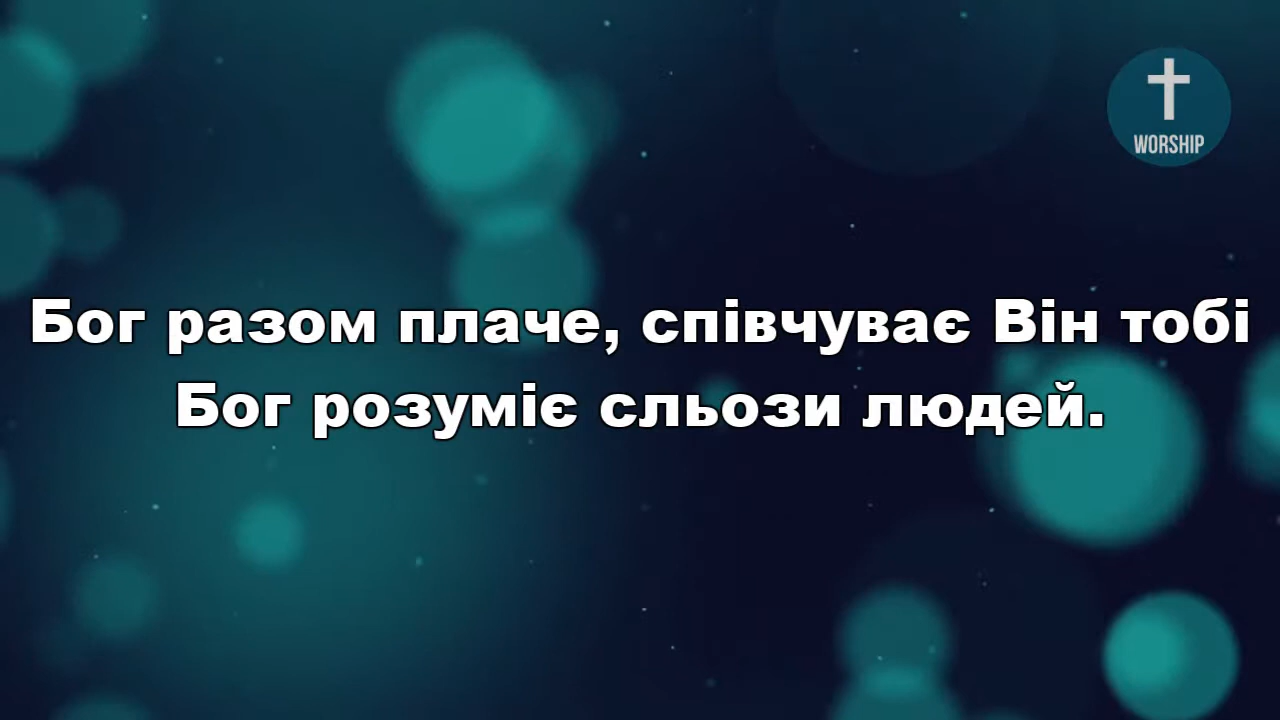 WORSHIP
Бог разом плаче, співчуває Він тобі
Бог розуміє сльози людей.